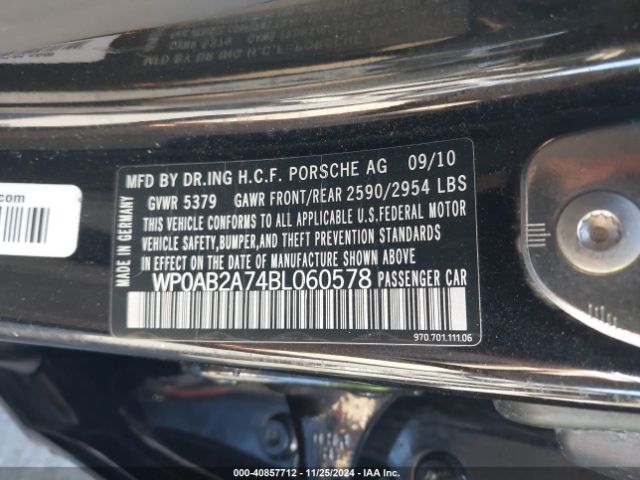 MFD BY DR.ING H.C.F. PORSCHE AG 09/10
GVWR 5379 GAWR FRONT/REAR 2590/2954 LBS
THIS VEHICLE CONFORMS TO ALL APPLICABLE U.S.FEDERAL MOTOR
VEHICLE SAFETY,BUMPER,AND THEFT PREVENTION STANDARDS
IN EFFECT ON THE DATE OF MANUFACTURE SHOWN ABOVE
WP0AB2A74BL060578 PASSENGER CAR
970.701.111.06
MADE IN GERMANY
.com
000-40857712 - 11/25/2024 - IAA Inc.